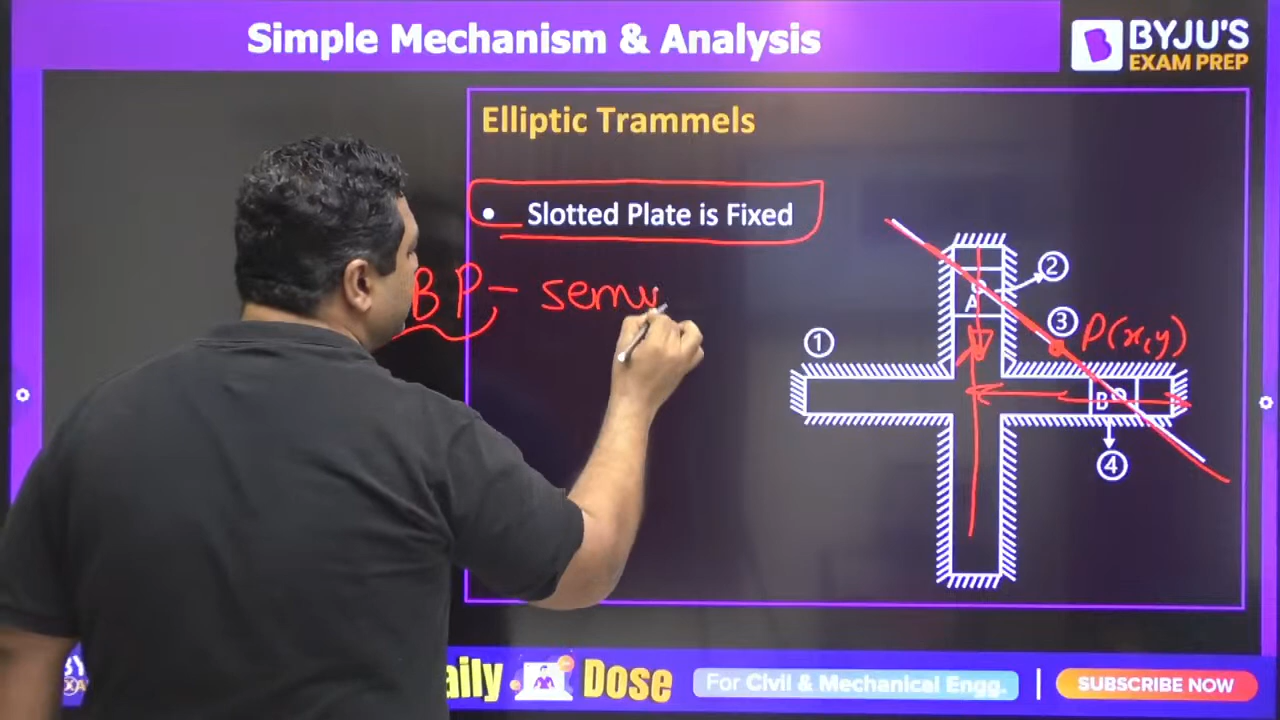 Simple Mechanism & Analysis
BYJU'S
EXAM PREP
Elliptic Trammels
• Slotted Plate is Fixed
BP - semi
1
2
3
4
A
B
P(x,y)
Dose
For Civil & Mechanical Engg.
SUBSCRIBE NOW